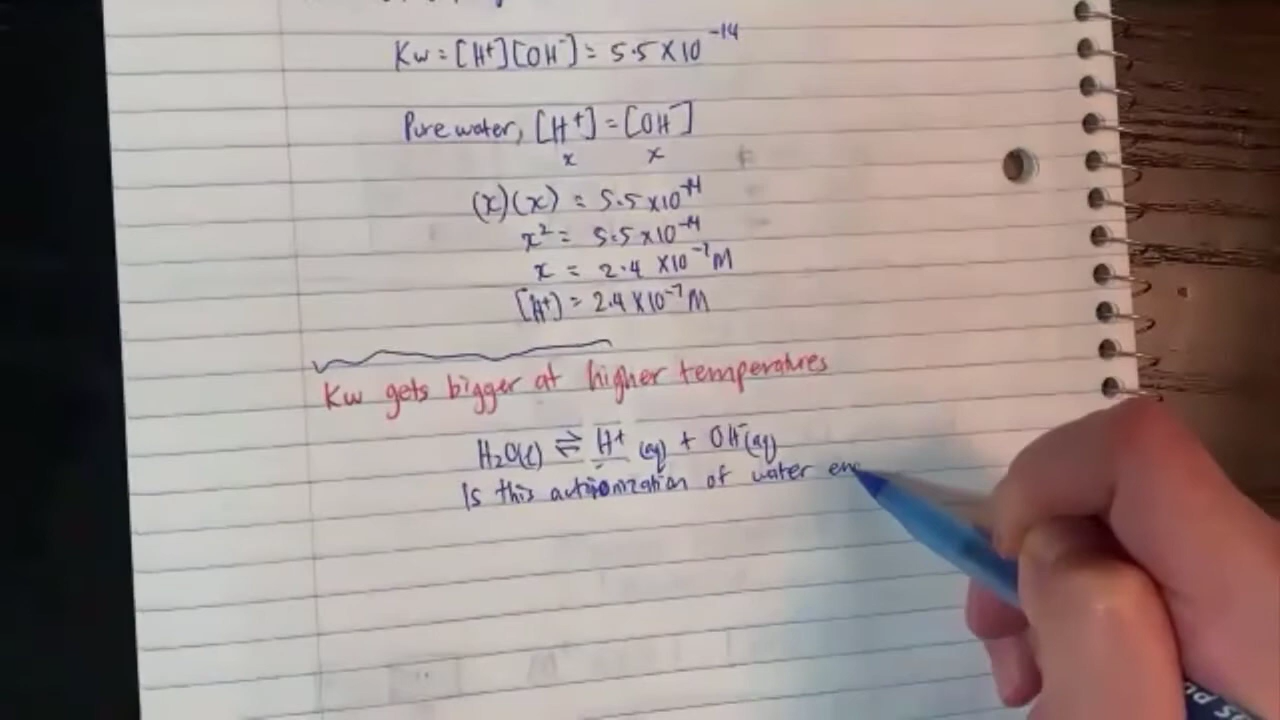 Kw = [H⁺][OH⁻] = 5.5 × 10⁻¹⁴
Pure water, [H⁺] = [OH⁻]
x x
(x)(x) = 5.5 × 10⁻¹⁴
x² = 5.5 × 10⁻¹⁴
x = 2.4 × 10⁻⁷ M
[H⁺] = 2.4 × 10⁻⁷ M
Kw gets bigger at higher temperatures
H₂O(l) ⇌ H⁺ (aq) + OH⁻(aq)
Is this autoionization of water en